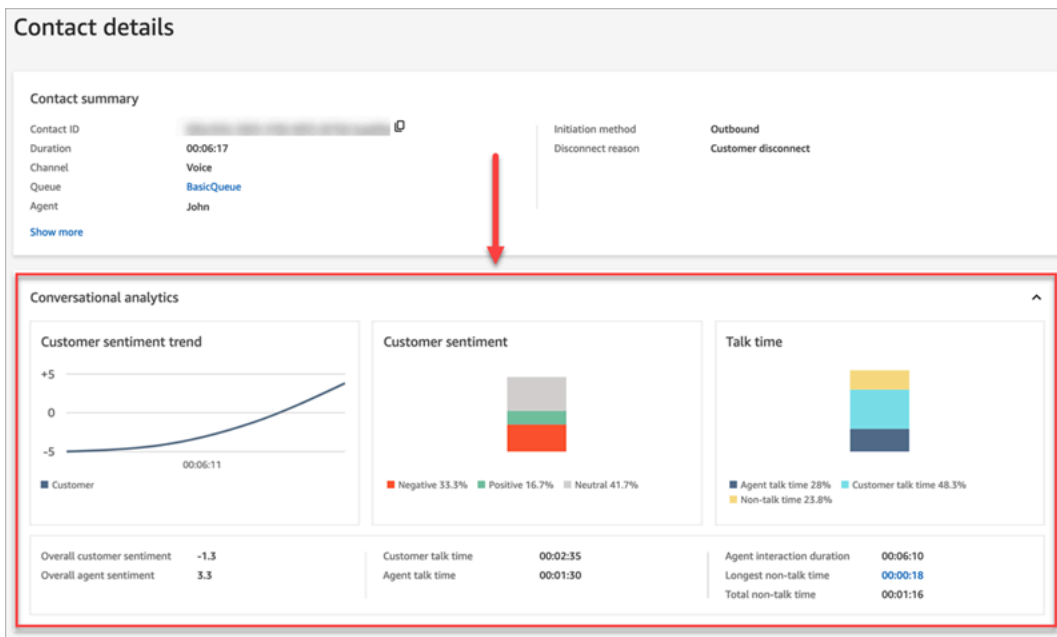 Contact details
Contact summary
Contact ID
Duration 00:06:17
Channel Voice
Queue BasicQueue
Agent John
Show more
Initiation method Outbound
Disconnect reason Customer disconnect
Conversational analytics
Customer sentiment trend
+5
0
-5
00:06:11
Customer
Customer sentiment
Negative 33.3% Positive 16.7% Neutral 41.7%
Talk time
Agent talk time 28% Customer talk time 48.3%
Non-talk time 23.8%
Overall customer sentiment -1.3
Overall agent sentiment 3.3
Customer talk time 00:02:35
Agent talk time 00:01:30
Agent interaction duration 00:06:10
Longest non-talk time 00:00:18
Total non-talk time 00:01:16